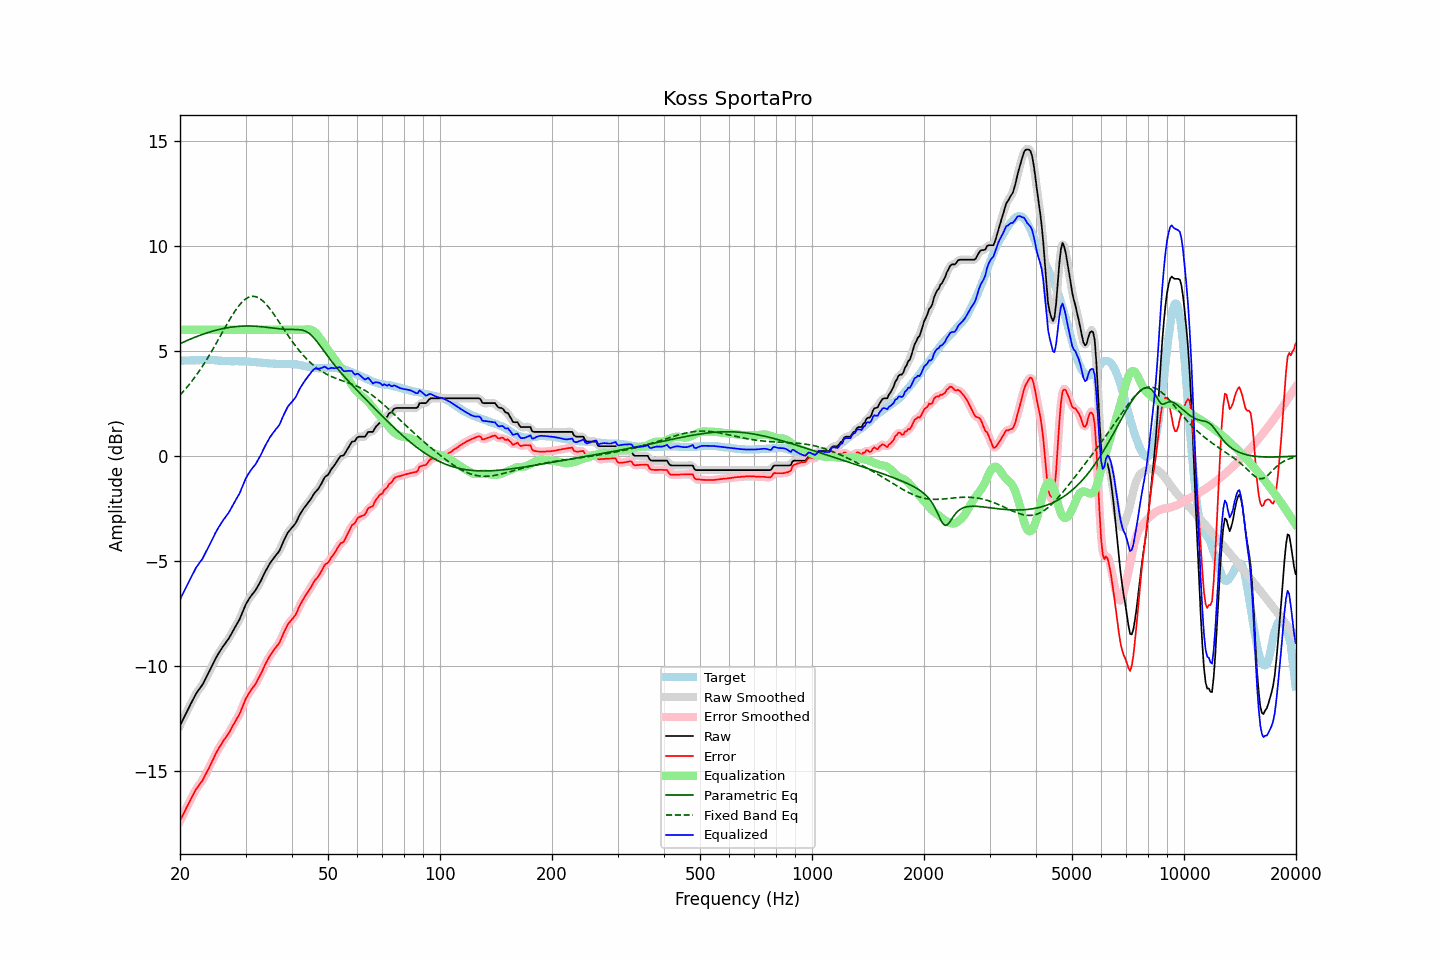 Koss SportaPro
Amplitude (dBr)
15
10
5
0
−5
−10
−15
Target
Raw Smoothed
Error Smoothed
Raw
Error
Equalization
Parametric Eq
Fixed Band Eq
Equalized
20
50
100
200
500
1000
2000
5000
10000
20000
Frequency (Hz)